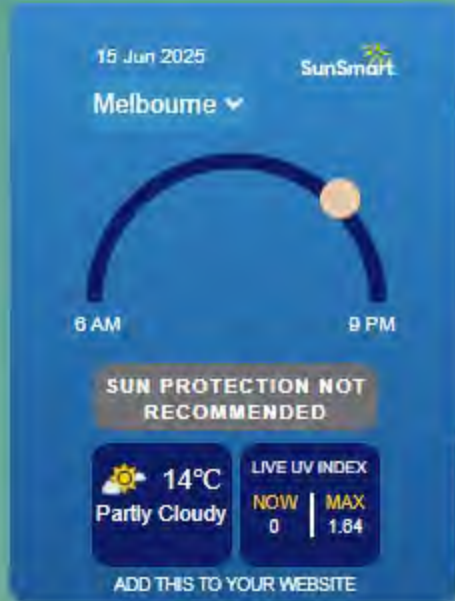 15 Jun 2025
SunSmart
Melbourne
6 AM
9 PM
SUN PROTECTION NOT
RECOMMENDED
14°C
Partly Cloudy
LIVE UV INDEX
NOW
MAX
0
1.64
ADD THIS TO YOUR WEBSITE